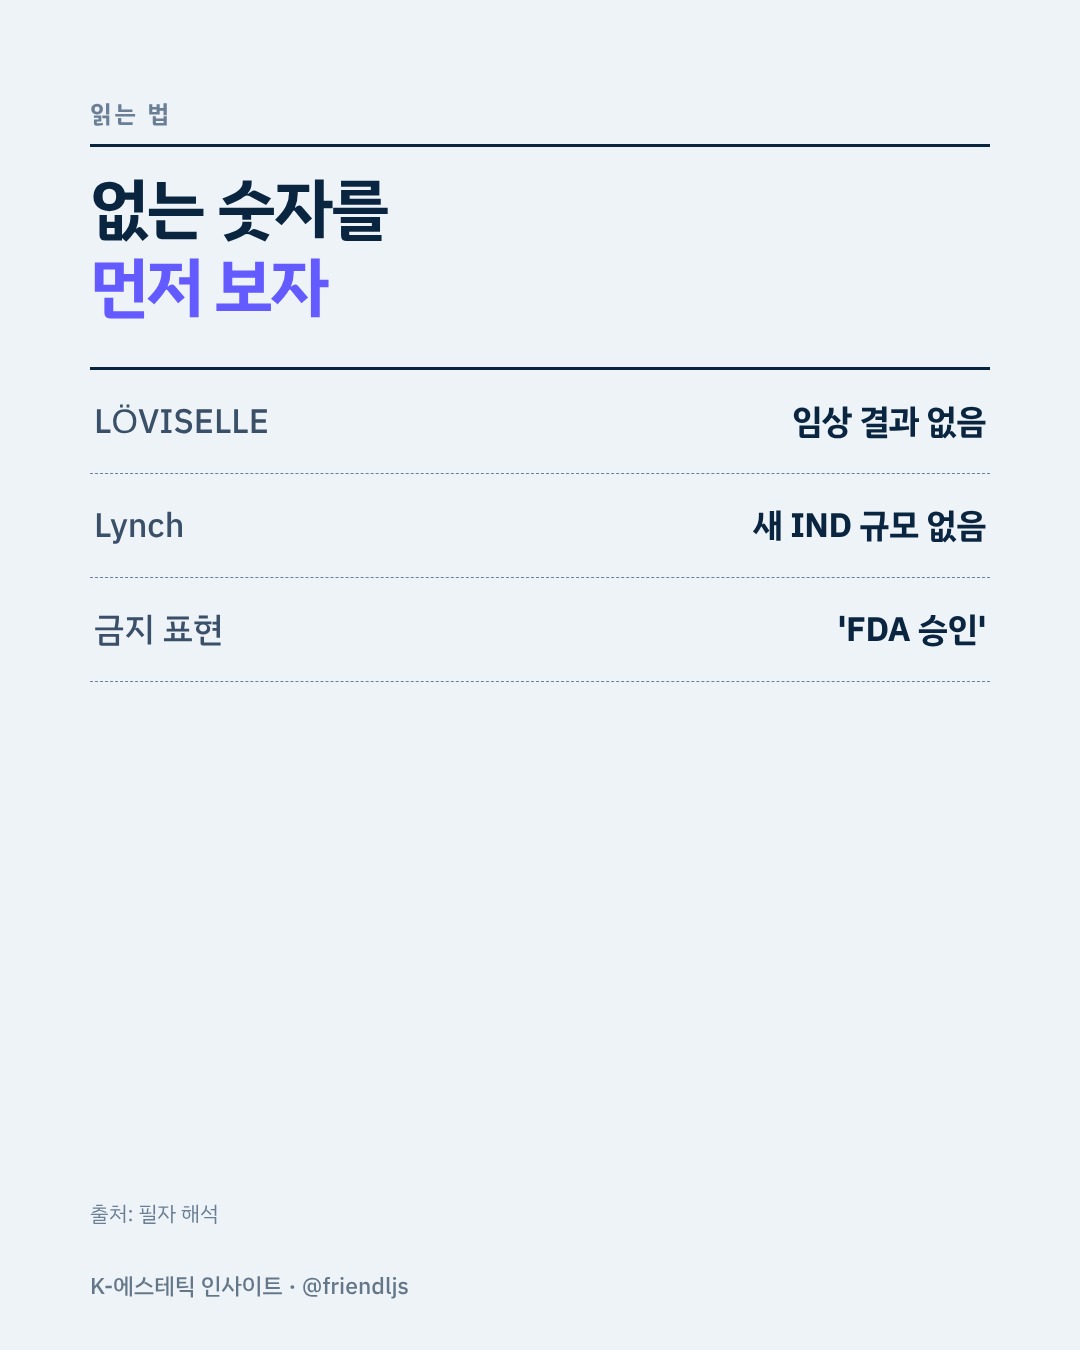 읽는 법
없는 숫자를
먼저 보자
LÖVISELLE 임상 결과 없음
Lynch 새 IND 규모 없음
금지 표현 'FDA 승인'
출처: 필자 해석
K-에스테틱 인사이트 · @friendljs